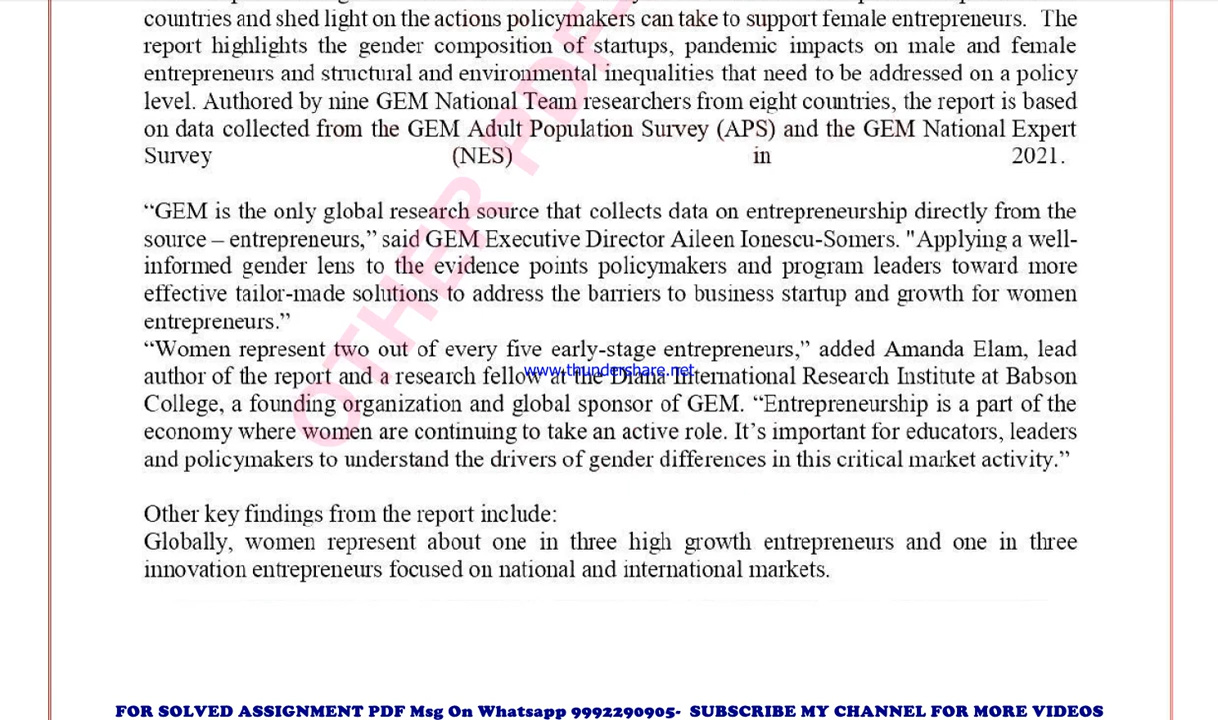 countries and shed light on the actions policymakers can take to support female entrepreneurs. The
report highlights the gender composition of startups, pandemic impacts on male and female
entrepreneurs and structural and environmental inequalities that need to be addressed on a policy
level. Authored by nine GEM National Team researchers from eight countries, the report is based
on data collected from the GEM Adult Population Survey (APS) and the GEM National Expert
Survey (NES) in 2021.
“GEM is the only global research source that collects data on entrepreneurship directly from the
source – entrepreneurs,” said GEM Executive Director Aileen Ionescu-Somers. "Applying a well-
informed gender lens to the evidence points policymakers and program leaders toward more
effective tailor-made solutions to address the barriers to business startup and growth for women
entrepreneurs.”
“Women represent two out of every five early-stage entrepreneurs,” added Amanda Elam, lead
author of the report and a research fellow at the Diana International Research Institute at Babson
www.thundershare.net
College, a founding organization and global sponsor of GEM. “Entrepreneurship is a part of the
economy where women are continuing to take an active role. It’s important for educators, leaders
and policymakers to understand the drivers of gender differences in this critical market activity.”
Other key findings from the report include:
Globally, women represent about one in three high growth entrepreneurs and one in three
innovation entrepreneurs focused on national and international markets.
OTHER PDF
FOR SOLVED ASSIGNMENT PDF Msg On Whatsapp 9992290905- SUBSCRIBE MY CHANNEL FOR MORE VIDEOS